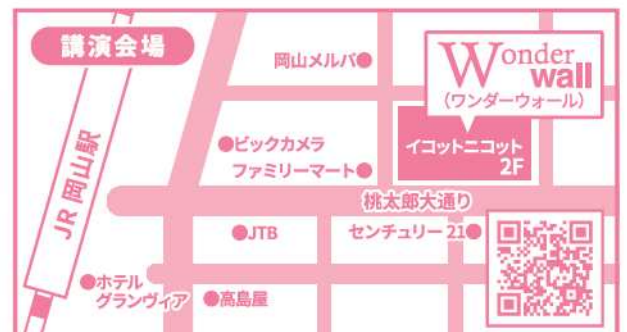 講演会場
岡山メルパ●
Wonder
wall
(ワンダーウォール)
●ビックカメラ
ファミリーマート●
イコットニコット
2F
JR 岡山駅
桃太郎大通り
●JTB
センチュリー 21●
●ホテル
グランヴィア
●高島屋